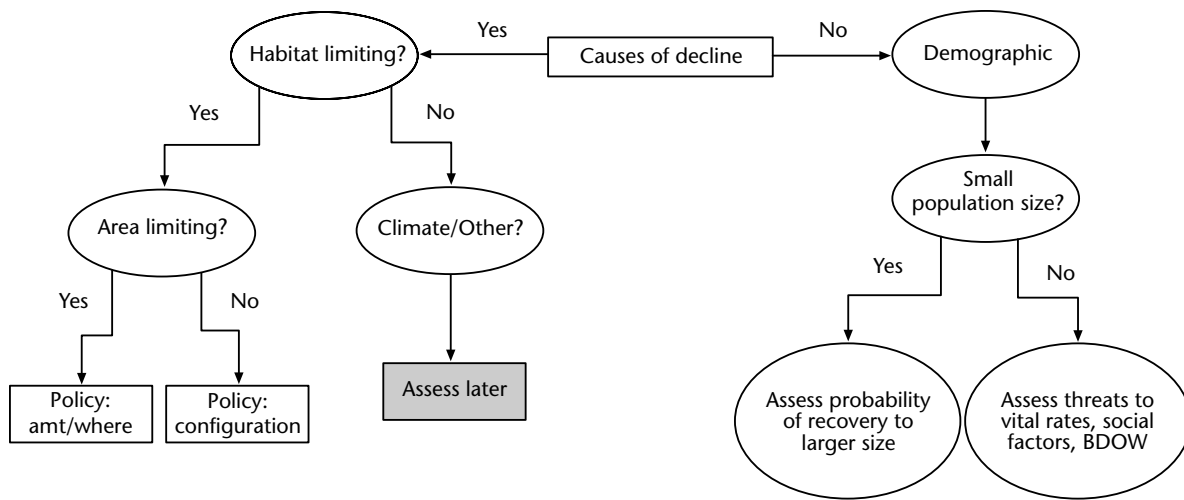 Yes
No
Habitat limiting?
Causes of decline
Demographic
Yes
No
Small
population size?
Area limiting?
Climate/Other?
Yes
No
Yes
No
Policy:
amt/where
Policy:
configuration
Assess later
Assess probability
of recovery to
larger size
Assess threats to
vital rates, social
factors, BDOW